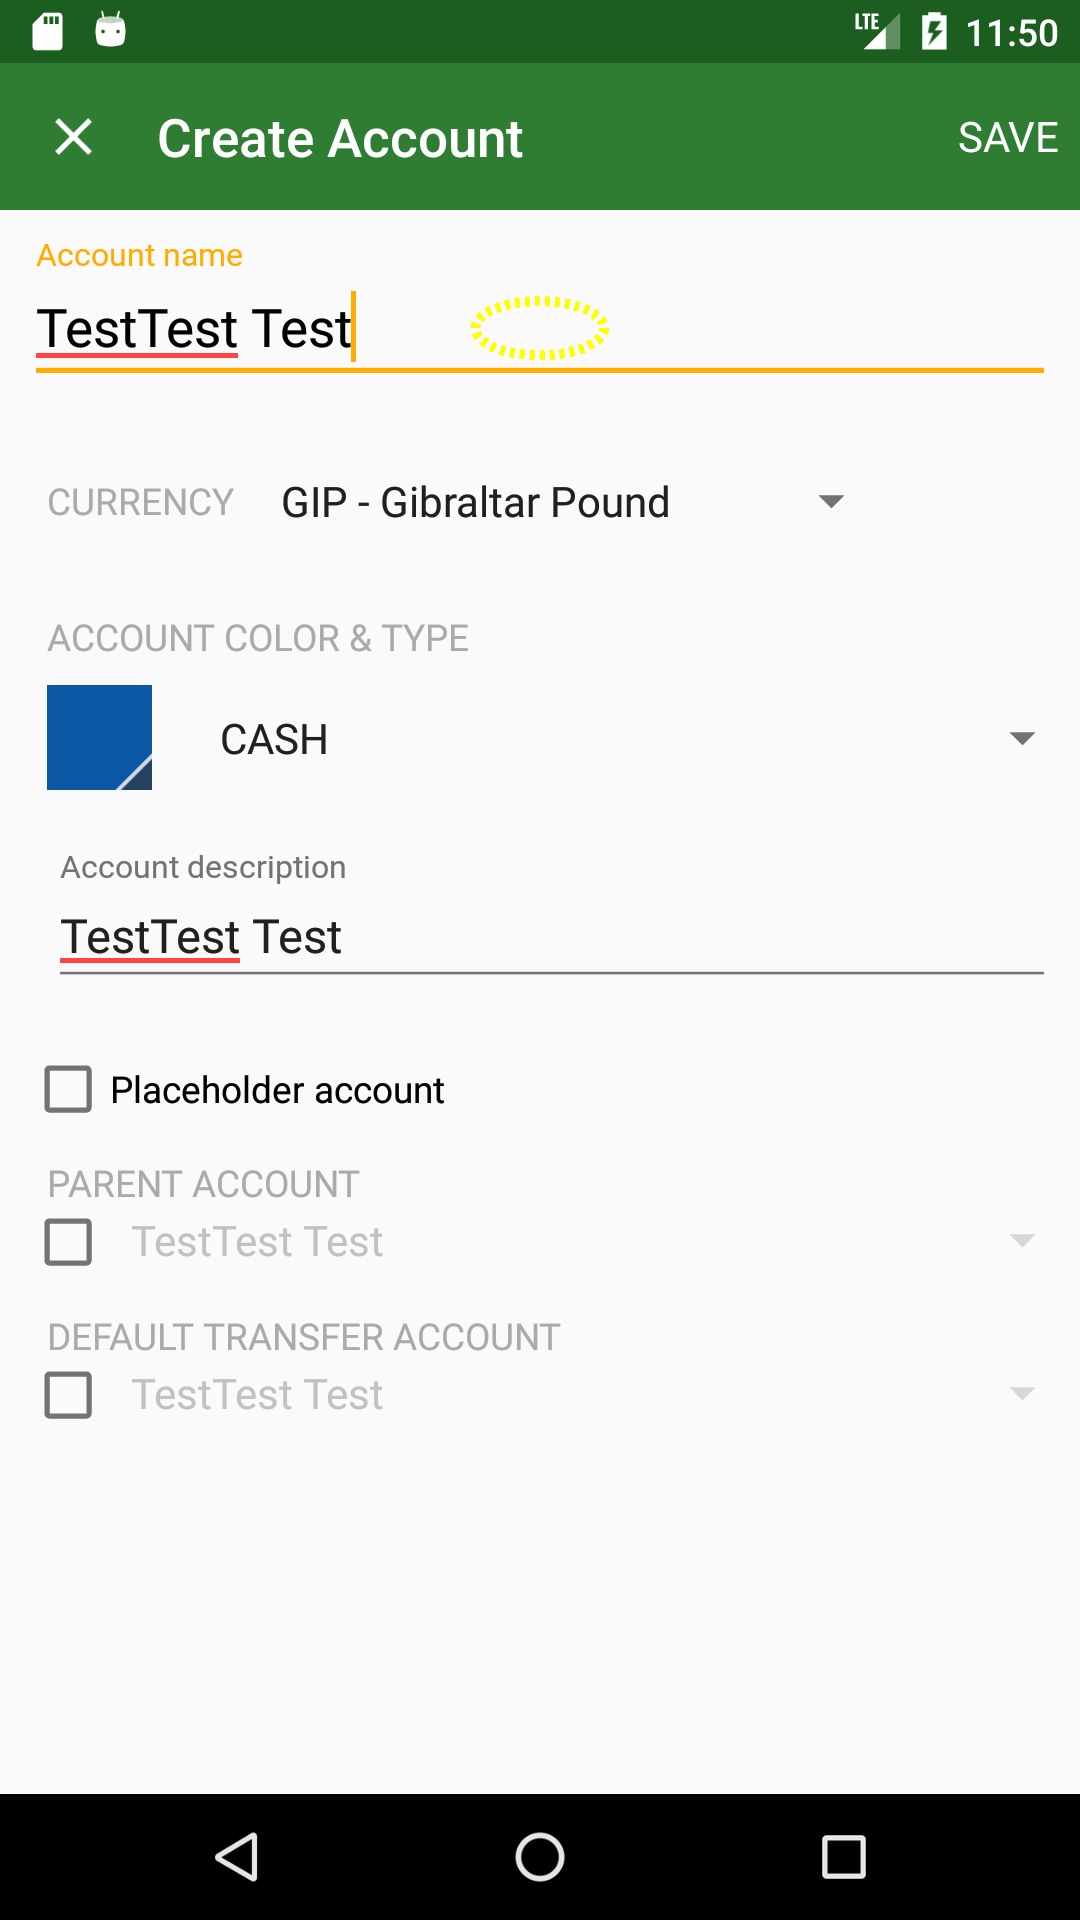 LTE 11:50
Create Account SAVE
Account name
TestTest Test
CURRENCY GIP - Gibraltar Pound
ACCOUNT COLOR & TYPE
CASH
Account description
TestTest Test
Placeholder account
PARENT ACCOUNT
TestTest Test
DEFAULT TRANSFER ACCOUNT
TestTest Test